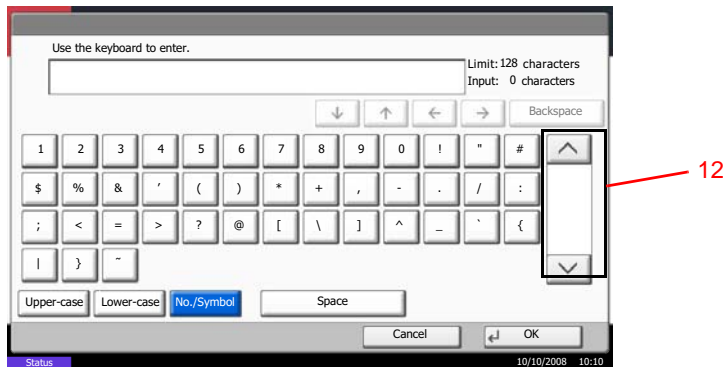 Use the keyboard to enter.
Limit: 128 characters
Input: 0 characters
Backspace
1 2 3 4 5 6 7 8 9 0 ! " #
$ % & ' ( ) * + , - . / :
; < = > ? @ [ \ ] ^ _ ` {
| } ~
12
Upper-case Lower-case No./Symbol Space
Cancel OK
Status 10/10/2008 10:10